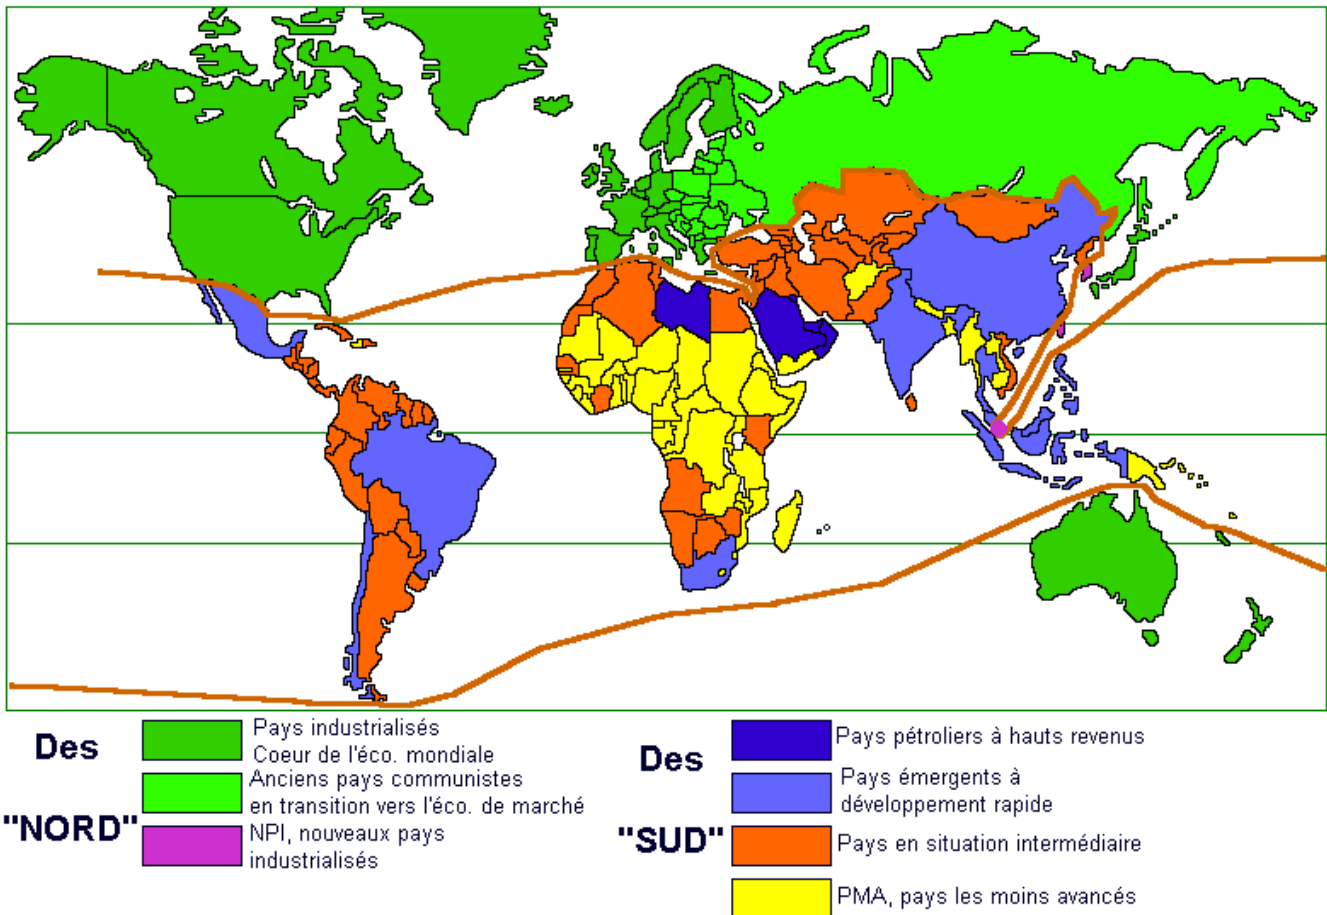 Des
"NORD"
Pays industrialisés
Coeur de l'éco. mondiale
Anciens pays communistes
en transition vers l'éco. de marché
NPI, nouveaux pays
industrialisés
Des
"SUD"
Pays pétroliers à hauts revenus
Pays émergents à
développement rapide
Pays en situation intermédiaire
PMA, pays les moins avancés